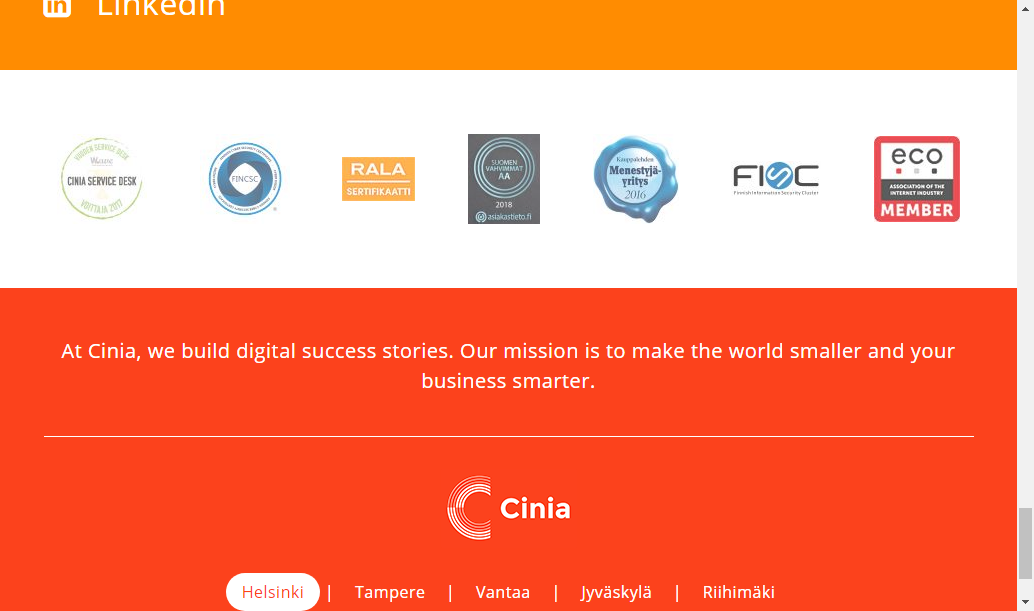 in LinkedIn
VUODEN SERVICE DESK
CINIA SERVICE DESK
VOITTAJA 2017
FINCSC
RALA
SERTIFIKAATTI
SUOMEN
VAHVIMMAT
AA
2018
asiakastieto.fi
Kauppalehden
Menestyjä-
yritys
2016
FISC
Finnish Information Security Cluster
eco
ASSOCIATION OF THE
INTERNET INDUSTRY
MEMBER
At Cinia, we build digital success stories. Our mission is to make the world smaller and your
business smarter.
Cinia
Helsinki | Tampere | Vantaa | Jyväskylä | Riihimäki